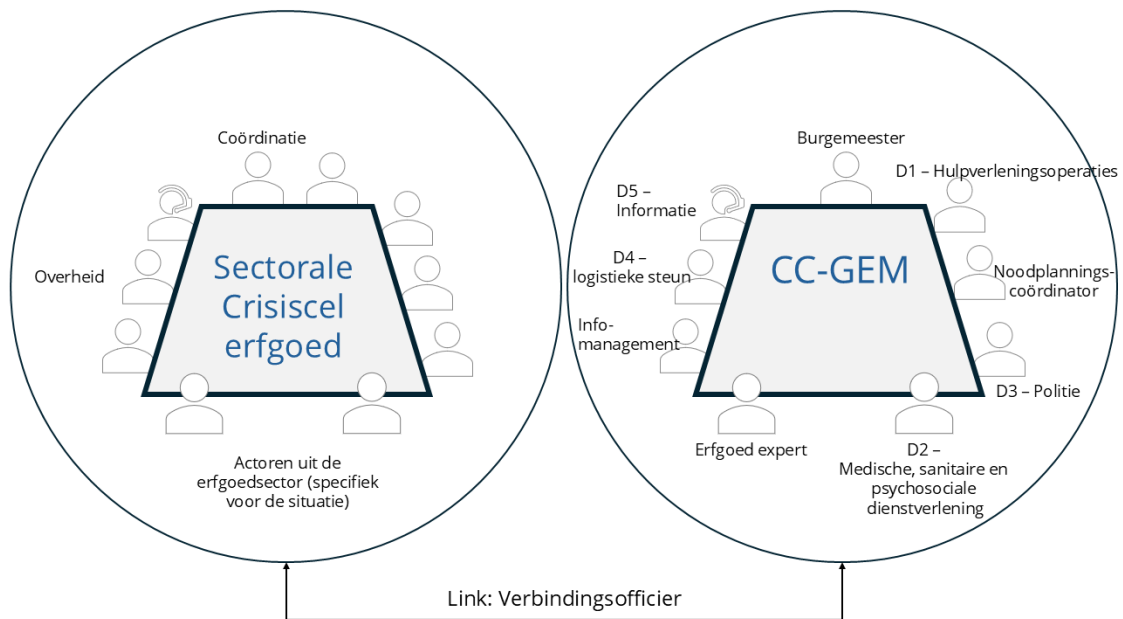 Coördinatie
Overheid
Sectorale
Crisiscel
erfgoed
Actoren uit de
erfgoedsector (specifiek
voor de situatie)
Burgemeester
D1 – Hulpverleningsoperaties
D5 –
Informatie
D4 –
logistieke steun
CC-GEM
Noodplannings-
coördinator
Info-
management
D3 – Politie
Erfgoed expert
D2 –
Medische, sanitaire en
psychosociale
dienstverlening
Link: Verbindingsofficier